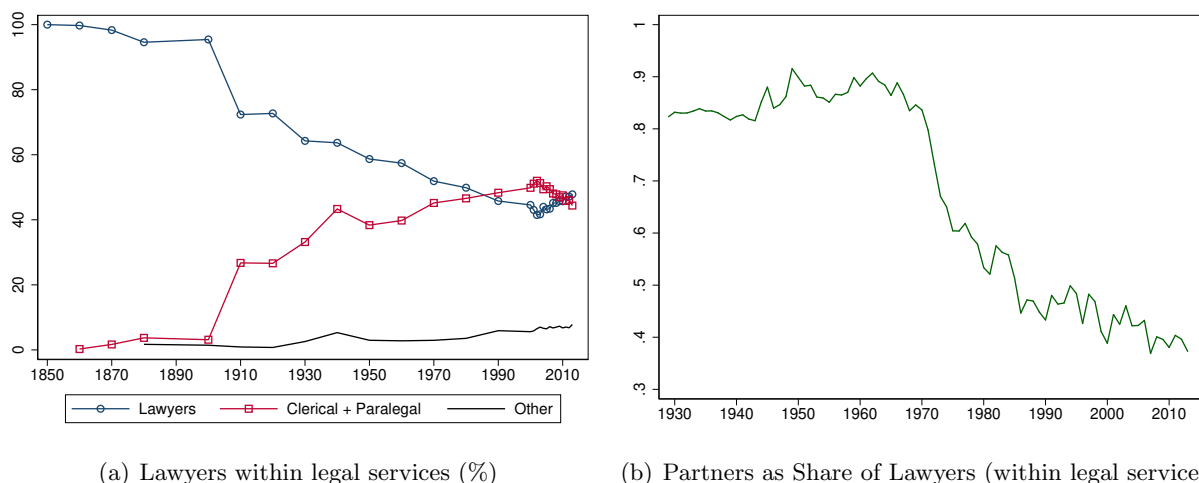 100
80
60
40
20
0
1850 1870 1890 1910 1930 1950 1970 1990 2010
Lawyers Clerical + Paralegal Other
(a) Lawyers within legal services (%)
1
.9
.8
.7
.6
.5
.4
.3
1930 1940 1950 1960 1970 1980 1990 2000 2010
(b) Partners as Share of Lawyers (within legal service